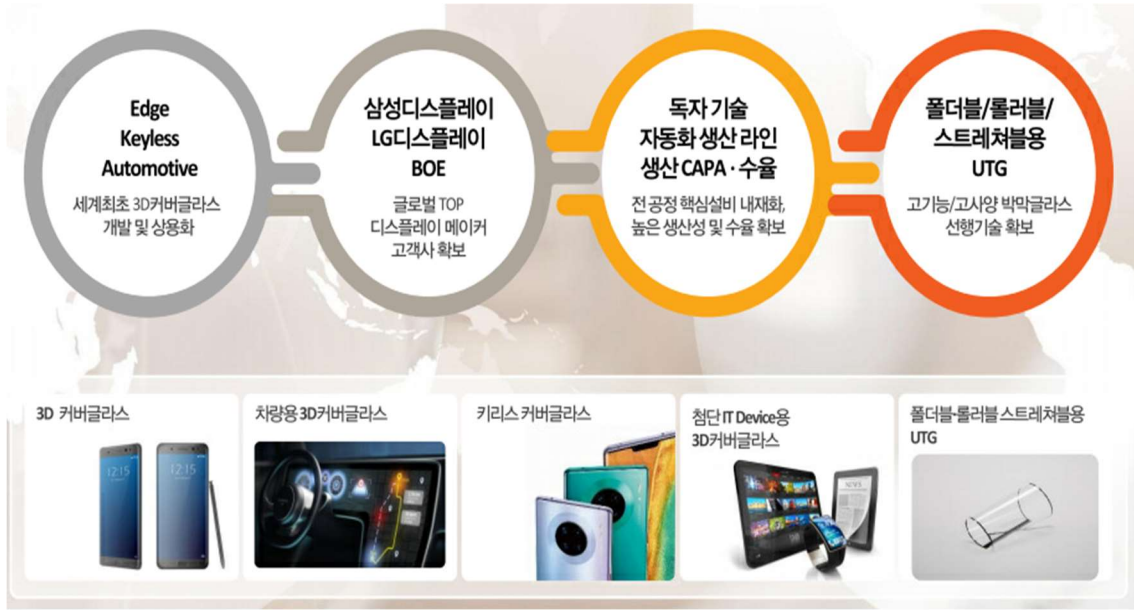 Edge
Keyless
Automotive
세계최초 3D커버글라스
개발 및 상용화
삼성디스플레이
LG디스플레이
BOE
글로벌 TOP
디스플레이 메이커
고객사 확보
독자 기술
자동화 생산 라인
생산 CAPA · 수율
전 공정 핵심설비 내재화,
높은 생산성 및 수율 확보
폴더블/롤러블/
스트레쳐블용
UTG
고기능/고사양 박막글라스
선행기술 확보
3D 커버글라스
12:15
12:15
차량용 3D커버글라스
키리스 커버글라스
첨단 IT Device용
3D커버글라스
NEWS
폴더블·롤러블 스트레쳐블용
UTG